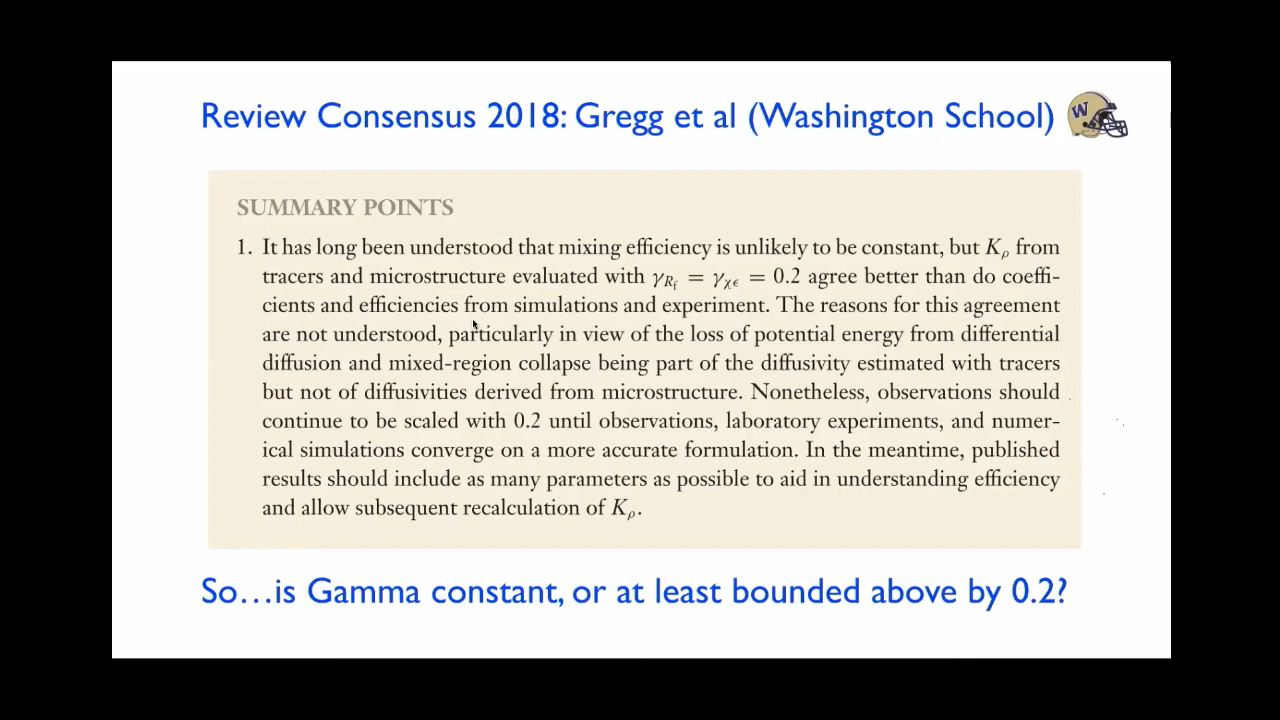 Review Consensus 2018: Gregg et al (Washington School)
W
SUMMARY POINTS
1. It has long been understood that mixing efficiency is unlikely to be constant, but Kρ from
tracers and microstructure evaluated with γRf = γχϵ = 0.2 agree better than do coeffi-
cients and efficiencies from simulations and experiment. The reasons for this agreement
are not understood, particularly in view of the loss of potential energy from differential
diffusion and mixed-region collapse being part of the diffusivity estimated with tracers
but not of diffusivities derived from microstructure. Nonetheless, observations should
continue to be scaled with 0.2 until observations, laboratory experiments, and numer-
ical simulations converge on a more accurate formulation. In the meantime, published
results should include as many parameters as possible to aid in understanding efficiency
and allow subsequent recalculation of Kρ.
So…is Gamma constant, or at least bounded above by 0.2?